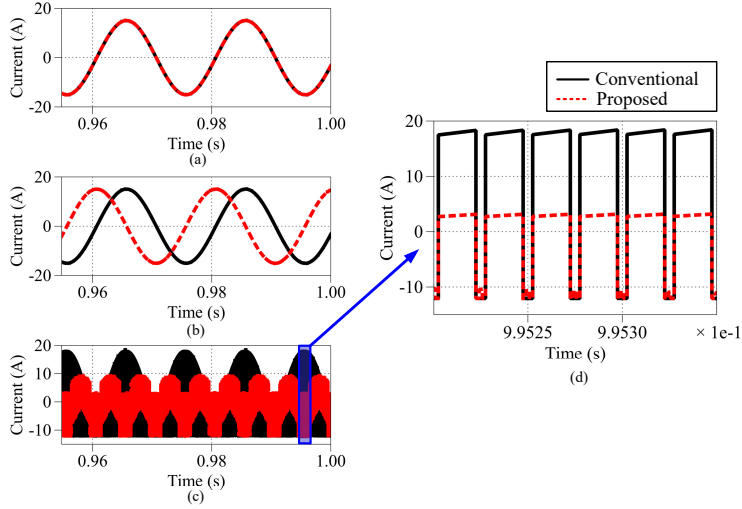 20
0
-20
Current (A)
0.96
0.98
1.00
Time (s)
(a)
20
0
-20
Current (A)
0.96
0.98
1.00
Time (s)
(b)
20
10
0
-10
Current (A)
0.96
0.98
1.00
Time (s)
(c)
Conventional
Proposed
20
10
0
-10
Current (A)
9.9525
9.9530
× 1e-1
Time (s)
(d)